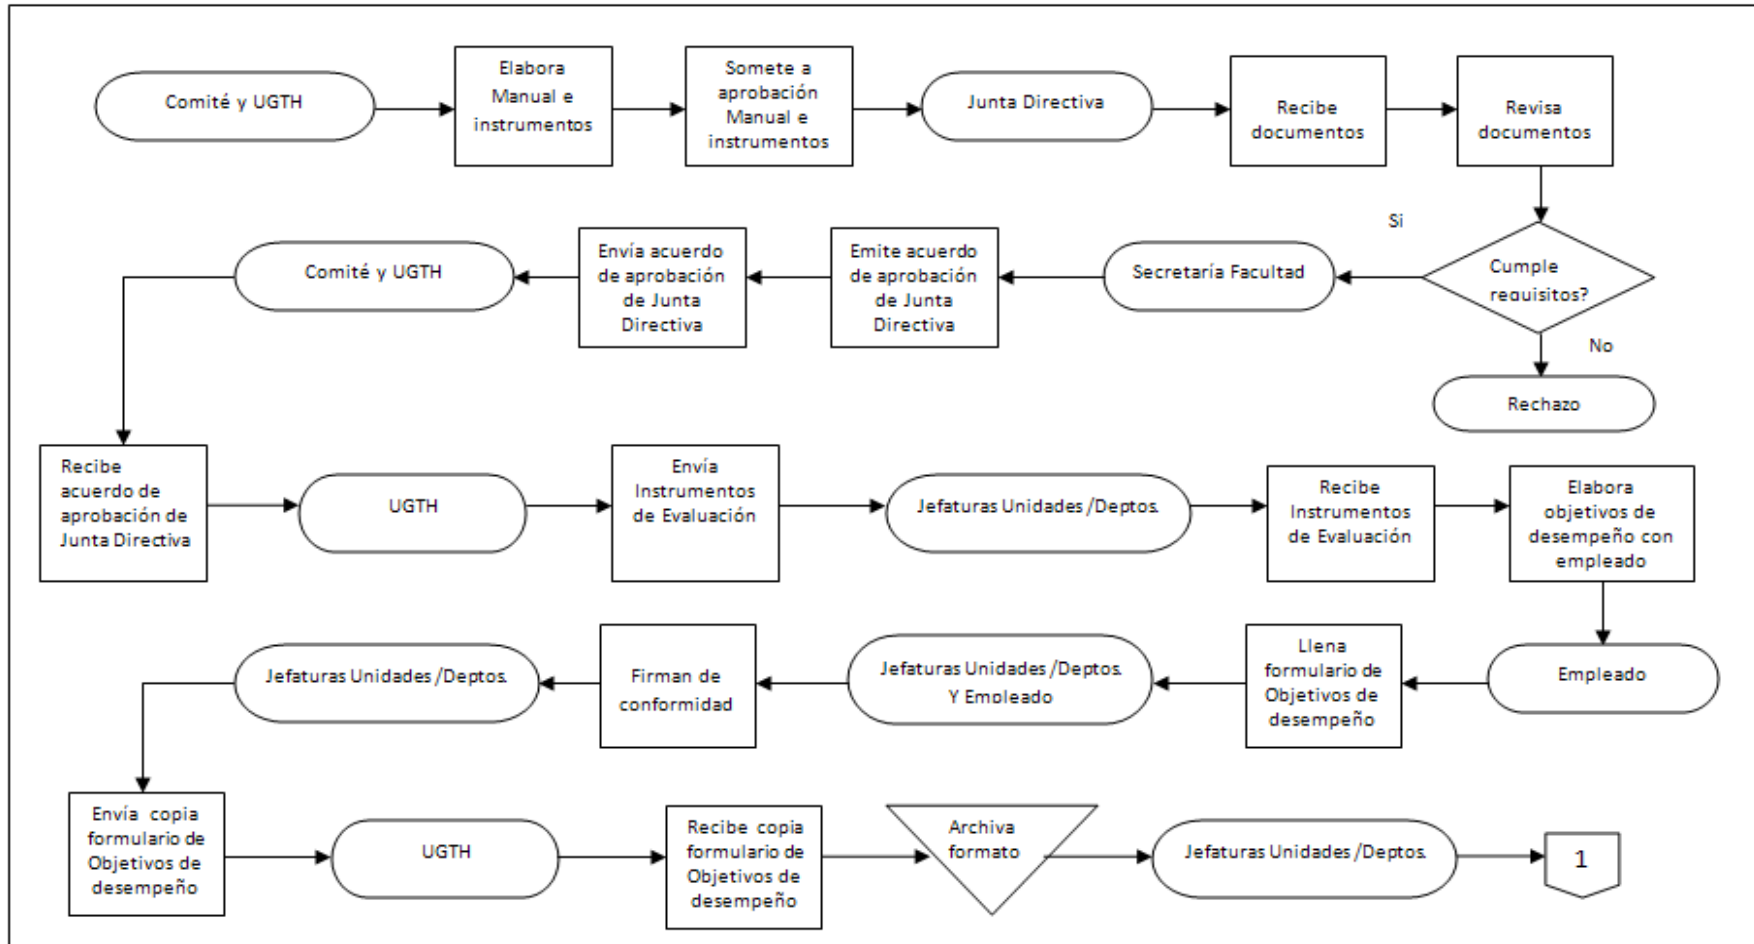 Comité y UGTH
Elabora
Manual e
instrumentos
Somete a
aprobación
Manual e
instrumentos
Junta Directiva
Recibe
documentos
Revisa
documentos
Si
Cumple
requisitos?
No
Rechazo
Secretaría Facultad
Emite acuerdo
de aprobación
de Junta
Directiva
Envía acuerdo
de aprobación
de Junta
Directiva
Comité y UGTH
Recibe
acuerdo de
aprobación de
Junta Directiva
UGTH
Envía
Instrumentos
de Evaluación
Jefaturas Unidades /Deptos.
Recibe
Instrumentos
de Evaluación
Elabora
objetivos de
desempeño con
empleado
Empleado
Llena
formulario de
Objetivos de
desempeño
Jefaturas Unidades /Deptos.
Y Empleado
Firman de
conformidad
Jefaturas Unidades /Deptos.
Envía copia
formulario de
Objetivos de
desempeño
UGTH
Recibe copia
formulario de
Objetivos de
desempeño
Archiva
formato
Jefaturas Unidades /Deptos.
1